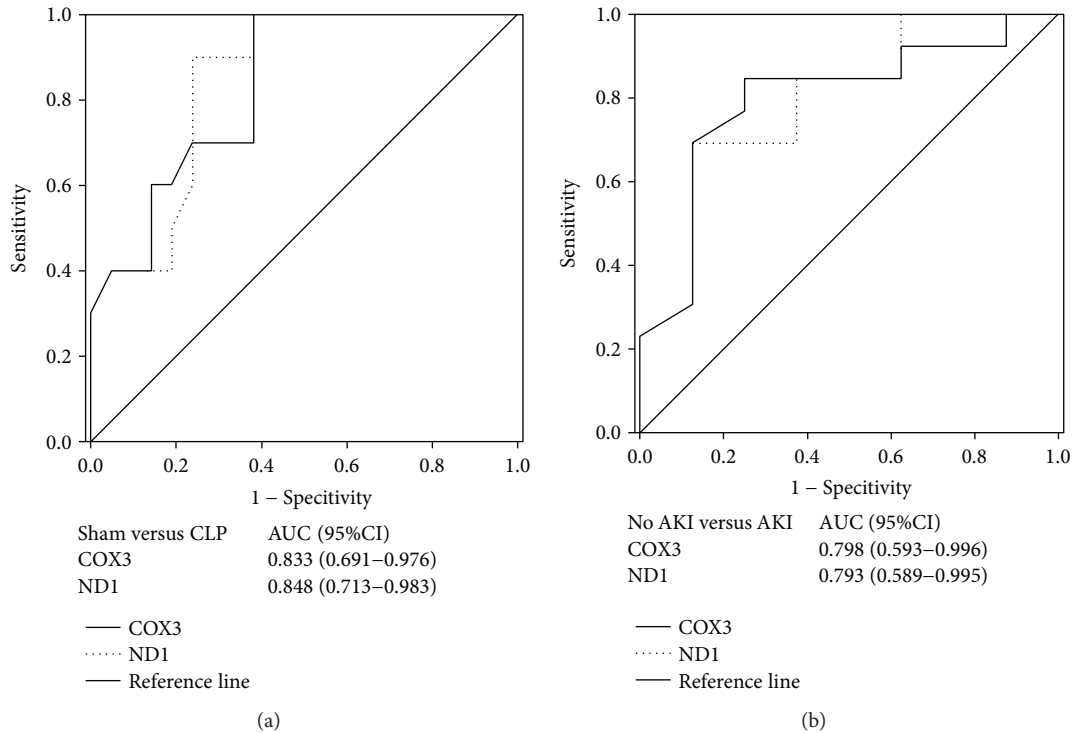 1.0
0.8
0.6
0.4
0.2
0.0
Sensitivity
0.0 0.2 0.4 0.6 0.8 1.0
1 − Specitivity
Sham versus CLP AUC (95%CI)
COX3 0.833 (0.691−0.976)
ND1 0.848 (0.713−0.983)
COX3
ND1
Reference line
(a)
1.0
0.8
0.6
0.4
0.2
0.0
Sensitivity
0.0 0.2 0.4 0.6 0.8 1.0
1 − Specitivity
No AKI versus AKI AUC (95%CI)
COX3 0.798 (0.593−0.996)
ND1 0.793 (0.589−0.995)
COX3
ND1
Reference line
(b)